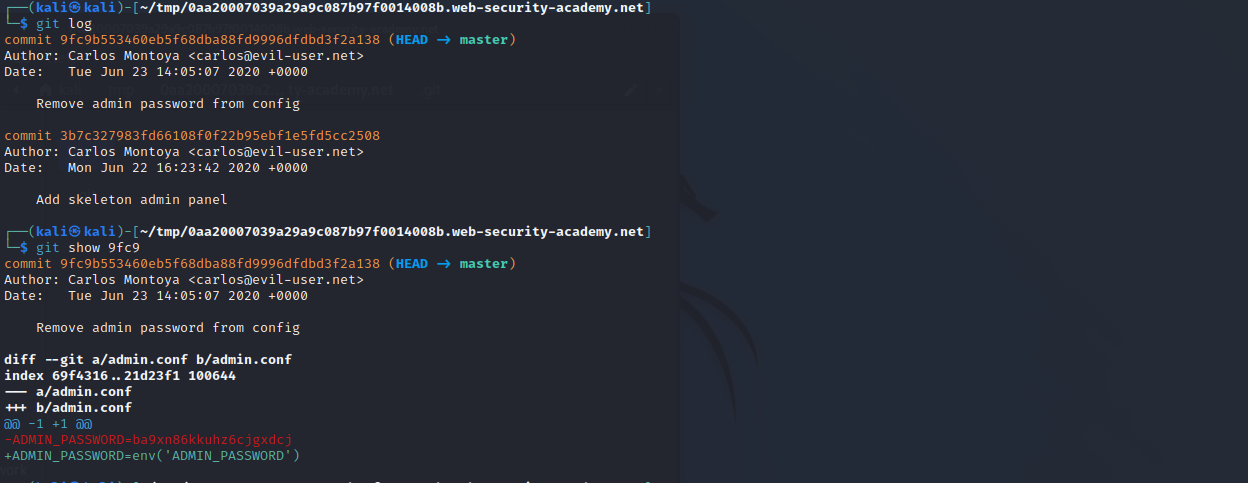 ┌──(kali㉿kali)-[~/tmp/0aa20007039a29a9c087b97f0014008b.web-security-academy.net]
└─$ git log
commit 9fc9b553460eb5f68dba88fd9996dfdbd3f2a138 (HEAD -> master)
Author: Carlos Montoya <carlos@evil-user.net>
Date:   Tue Jun 23 14:05:07 2020 +0000
    Remove admin password from config
commit 3b7c327983fd66108f0f22b95ebf1e5fd5cc2508
Author: Carlos Montoya <carlos@evil-user.net>
Date:   Mon Jun 22 16:23:42 2020 +0000
    Add skeleton admin panel
┌──(kali㉿kali)-[~/tmp/0aa20007039a29a9c087b97f0014008b.web-security-academy.net]
└─$ git show 9fc9
commit 9fc9b553460eb5f68dba88fd9996dfdbd3f2a138 (HEAD -> master)
Author: Carlos Montoya <carlos@evil-user.net>
Date:   Tue Jun 23 14:05:07 2020 +0000
    Remove admin password from config
diff --git a/admin.conf b/admin.conf
index 69f4316..21d23f1 100644
--- a/admin.conf
+++ b/admin.conf
@@ -1 +1 @@
-ADMIN_PASSWORD=ba9xn86kkuhz6cjgxdcj
+ADMIN_PASSWORD=env('ADMIN_PASSWORD')